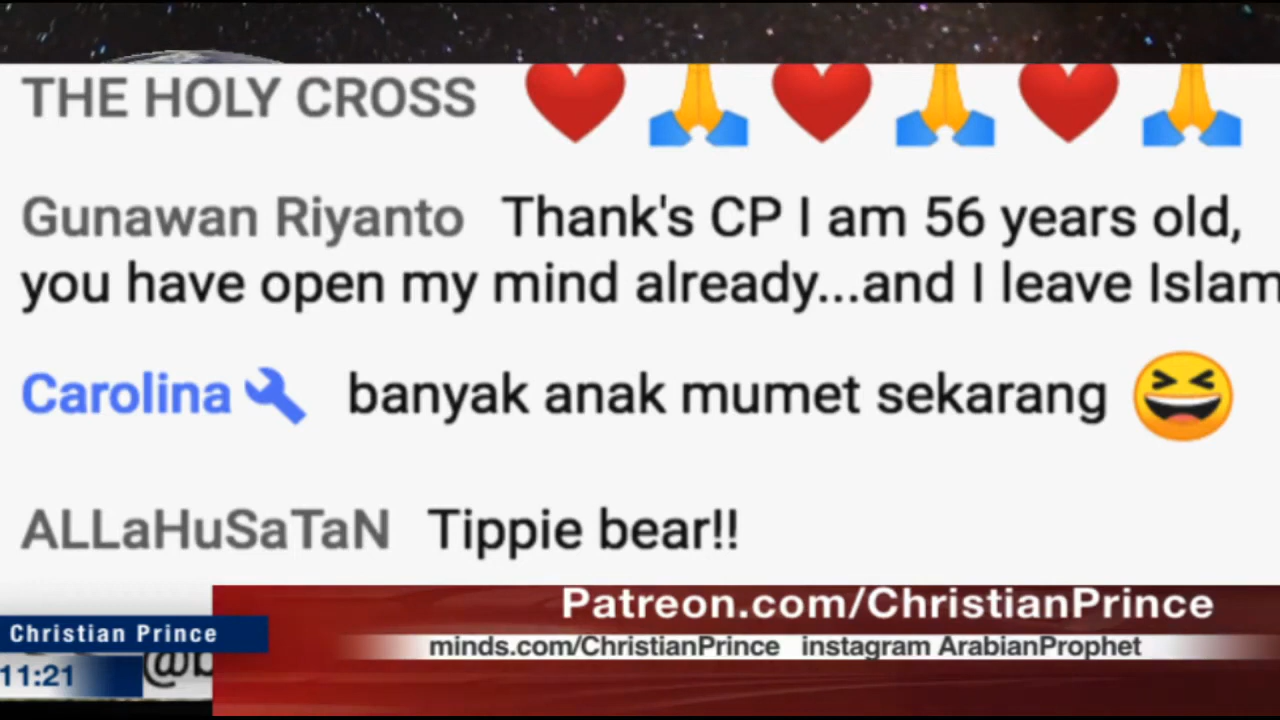 THE HOLY CROSS ❤️🙏❤️🙏❤️🙏
Gunawan Riyanto Thank's CP I am 56 years old,
you have open my mind already...and I leave Islam
Carolina🔧 banyak anak mumet sekarang 😆
ALLaHuSaTaN Tippie bear!!
Patreon.com/ChristianPrince
Christian Prince
minds.com/ChristianPrince instagram ArabianProphet
11:21